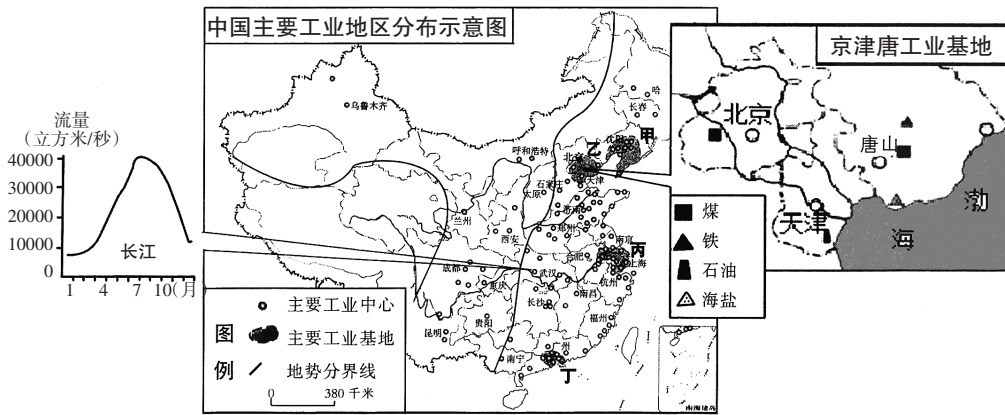 中国主要工业地区分布示意图
京津唐工业基地
流量
(立方米/秒)
40000
30000
20000
10000
0
长江
1
4
7
10(月)
乌鲁木齐
哈
长春
甲
沈阳
呼和浩特
北京
乙
天津
石家庄
太原
济南
兰州
西安
郑州
南京
丙
合肥
上海
成都
武汉
杭州
重庆
长沙
南昌
贵阳
福州
昆明
广州
南宁
丁
南海诸岛
图
例
主要工业中心
主要工业基地
地势分界线
0
380千米
北京
唐山
天津
渤
海
煤
铁
石油
海盐